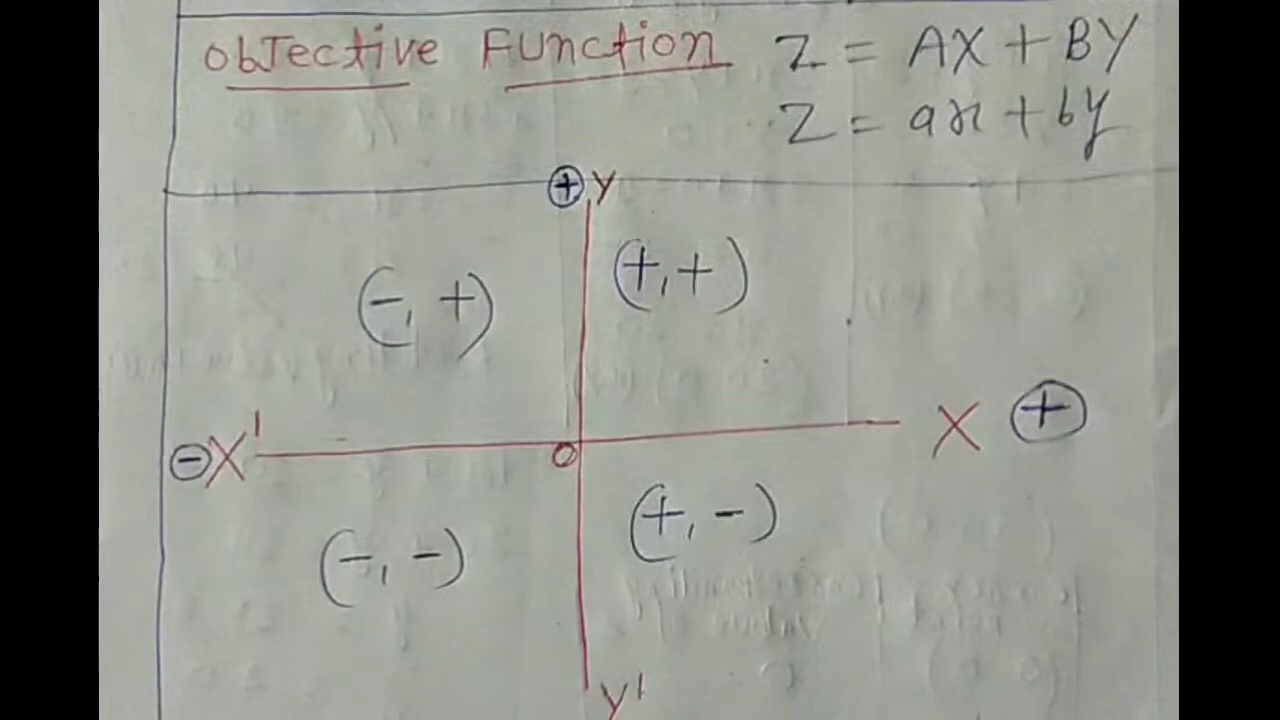 ObJective Function Z = AX + BY
Z = ax + by
+ Y
(-, +) (+, +)
- X' O X +
(-, -) (+, -)
Y'